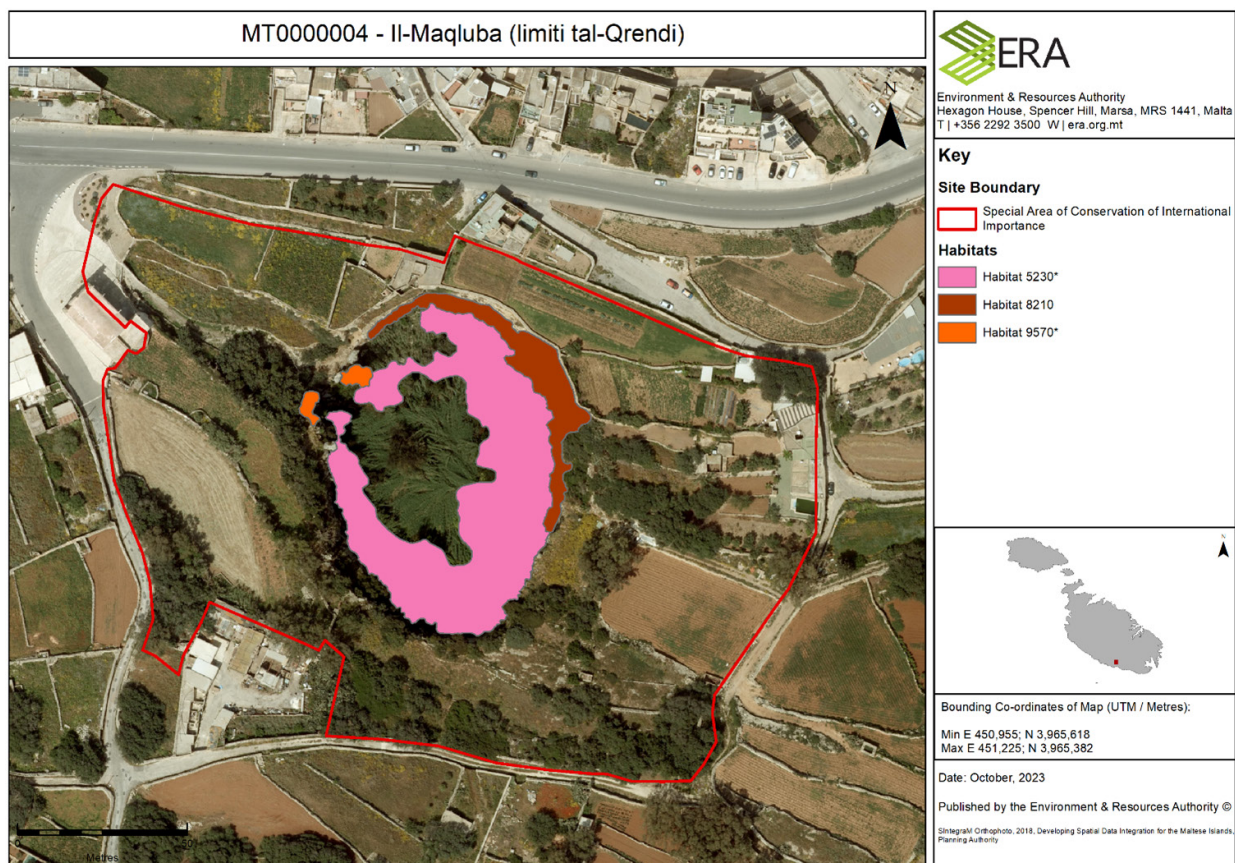 MT0000004 - Il-Maqluba (limiti tal-Qrendi)
N
0
50
Metres
ERA
Environment & Resources Authority
Hexagon House, Spencer Hill, Marsa, MRS 1441, Malta
T | +356 2292 3500 W | era.org.mt
Key
Site Boundary
Special Area of Conservation of International
Importance
Habitats
Habitat 5230*
Habitat 8210
Habitat 9570*
N
Bounding Co-ordinates of Map (UTM / Metres):
Min E 450,955; N 3,965,618
Max E 451,225; N 3,965,382
Date: October, 2023
Published by the Environment & Resources Authority ©
SIntegraM Orthophoto, 2018, Developing Spatial Data Integration for the Maltese Islands,
Planning Authority